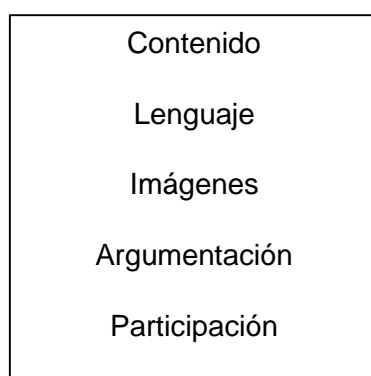 Contenido
Lenguaje
Imágenes
Argumentación
Participación